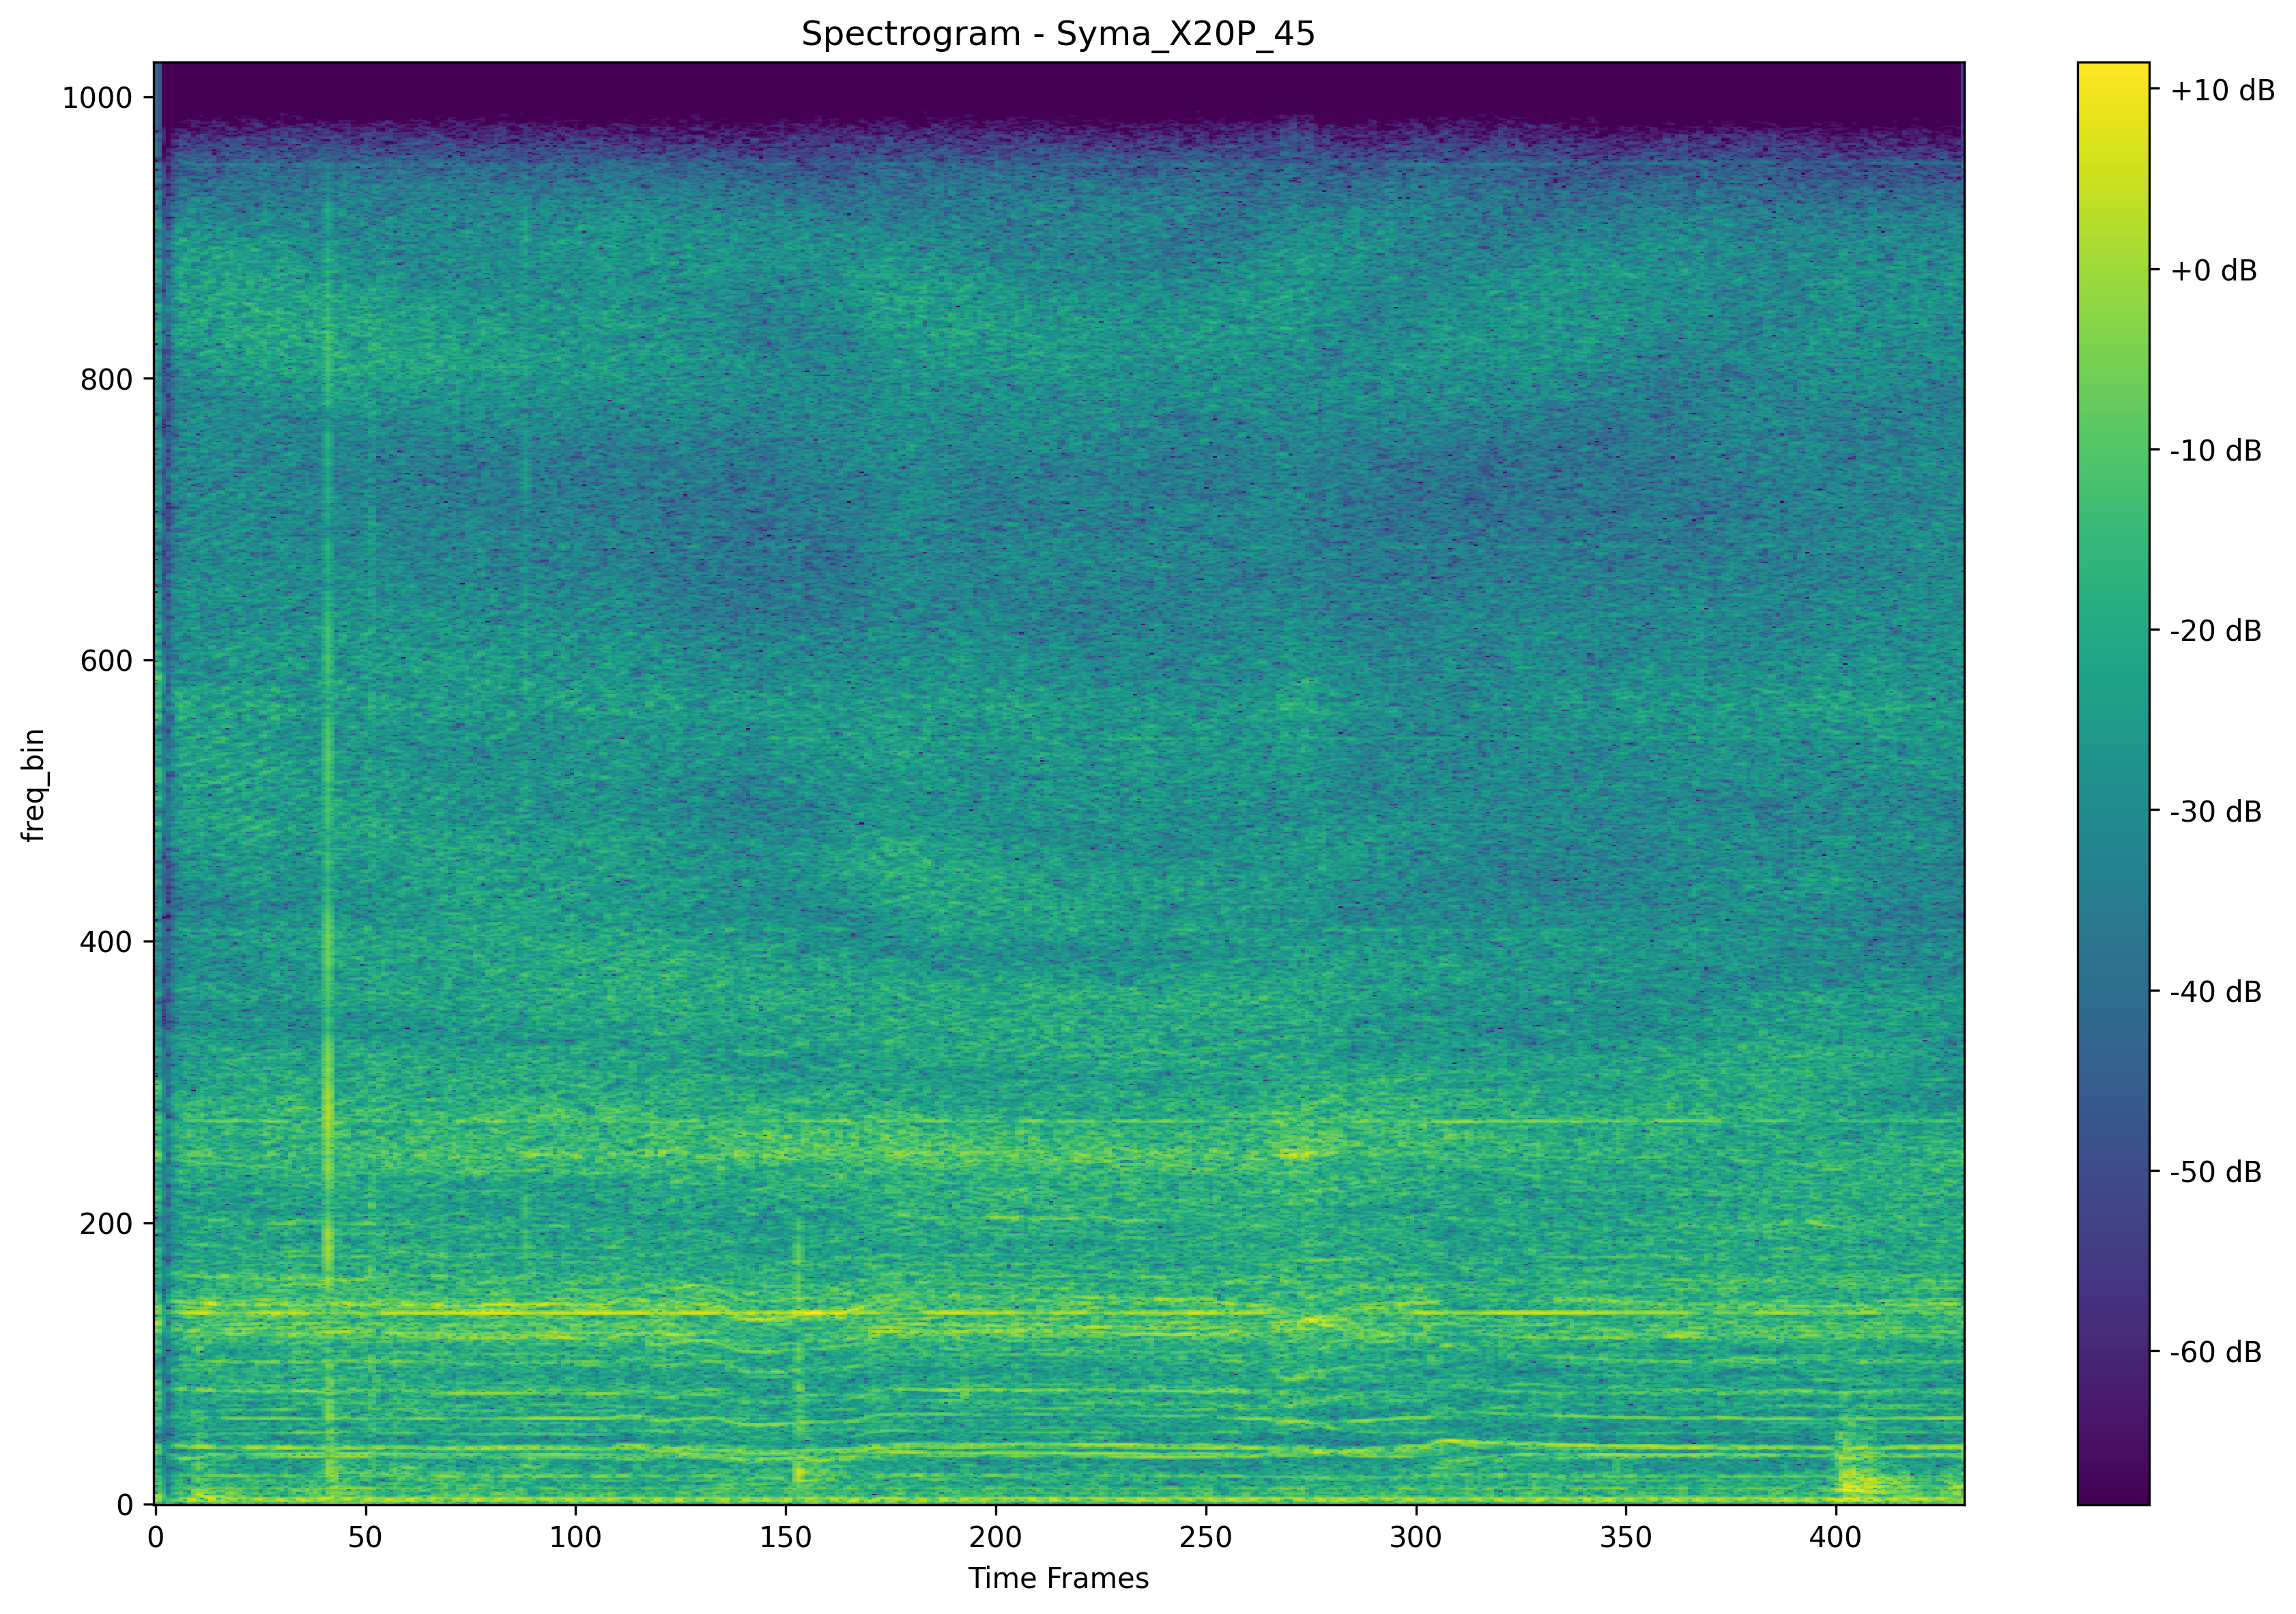 Spectrogram - Syma_X20P_45
1000
800
600
400
200
0
freq_bin
0 50 100 150 200 250 300 350 400
Time Frames
+10 dB
+0 dB
-10 dB
-20 dB
-30 dB
-40 dB
-50 dB
-60 dB